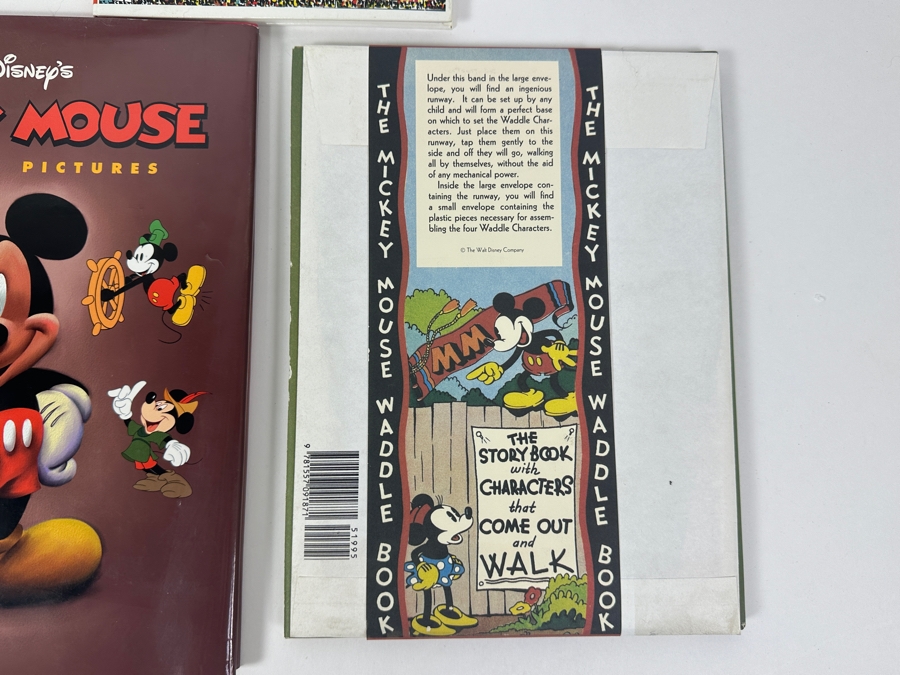 Disney's
MOUSE
PICTURES
THE MICKEY MOUSE WADDLE BOOK
Under this band in the large enve-
lope, you will find an ingenious
runway. It can be set up by any
child and will form a perfect base
on which to set the Waddle Char-
acters. Just place them on this
runway, tap them gently to the
side and off they will go, walking
all by themselves, without the aid
of any mechanical power.
Inside the large envelope con-
taining the runway, you will find
a small envelope containing the
plastic pieces necessary for assem-
bling the four Waddle Characters.
© The Walt Disney Company
MM
THE
STORY BOOK
with
CHARACTERS
that
COME OUT
and
WALK
THE MICKEY MOUSE WADDLE BOOK
9 781557 091871
51995